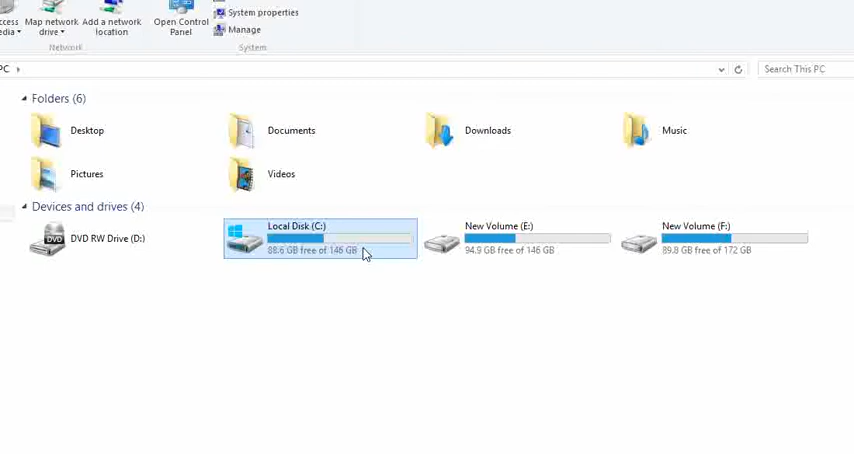 System properties
Map network Add a network Open Control
drive location Panel
Manage
Network System
PC
Search This PC
Folders (6)
Desktop Documents Downloads Music
Pictures Videos
Devices and drives (4)
DVD RW Drive (D:)
Local Disk (C:) New Volume (E:) New Volume (F:)
88.6 GB free of 146 GB 94.9 GB free of 146 GB 89.8 GB free of 172 GB